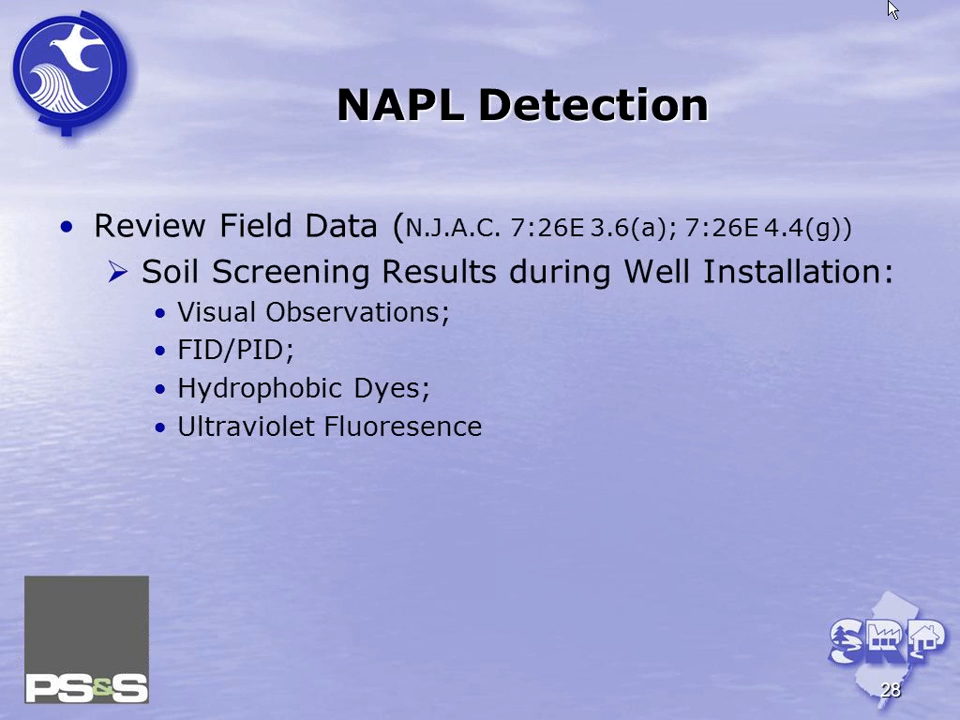 NAPL Detection
• Review Field Data (N.J.A.C. 7:26E 3.6(a); 7:26E 4.4(g))
➢ Soil Screening Results during Well Installation:
• Visual Observations;
• FID/PID;
• Hydrophobic Dyes;
• Ultraviolet Fluoresence
PS&S
SRP
28